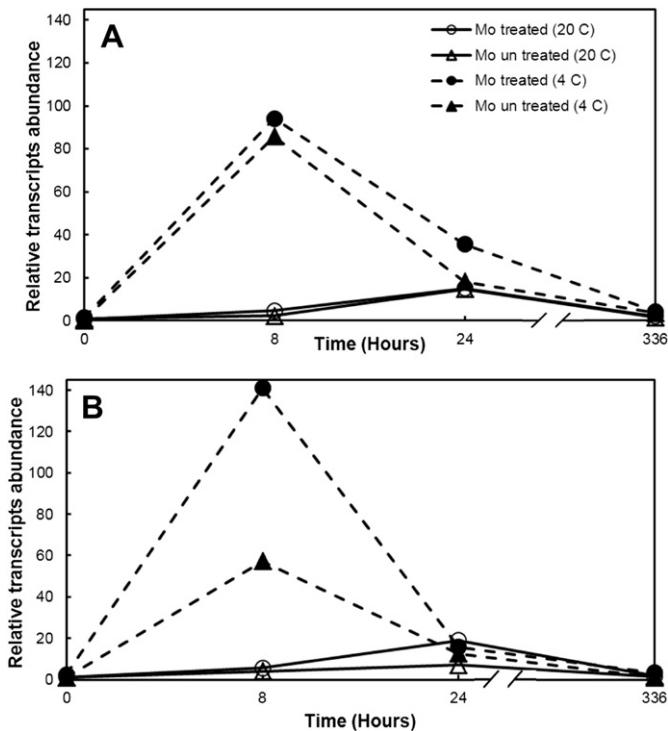 A
140
120
100
80
60
40
20
0
Relative transcripts abundance
Mo treated (20 C)
Mo un treated (20 C)
Mo treated (4 C)
Mo un treated (4 C)
0 8 24 336
Time (Hours)
B
140
120
100
80
60
40
20
0
Relative transcripts abundance
0 8 24 336
Time (Hours)